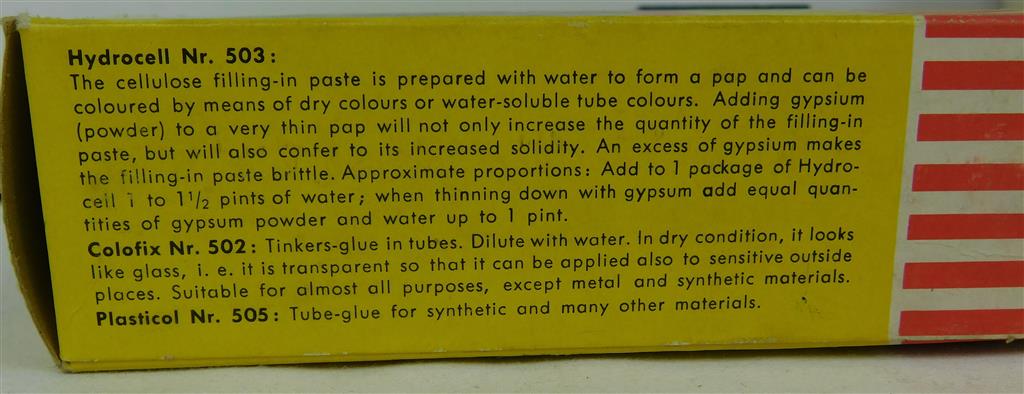 Hydrocell Nr. 503:
The cellulose filling-in paste is prepared with water to form a pap and can be
coloured by means of dry colours or water-soluble tube colours. Adding gypsium
(powder) to a very thin pap will not only increase the quantity of the filling-in
paste, but will also confer to its increased solidity. An excess of gypsium makes
the filling-in paste brittle. Approximate proportions: Add to 1 package of Hydro-
cell 1 to 1½ pints of water; when thinning down with gypsum add equal quan-
tities of gypsum powder and water up to 1 pint.
Colofix Nr. 502: Tinkers-glue in tubes. Dilute with water. In dry condition, it looks
like glass, i. e. it is transparent so that it can be applied also to sensitive outside
places. Suitable for almost all purposes, except metal and synthetic materials.
Plasticol Nr. 505: Tube-glue for synthetic and many other materials.